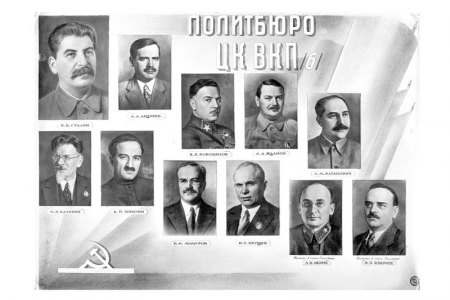 ПОЛИТБЮРО
ЦК ВКП/б/
И.В. СТАЛИН
А.А. АНДРЕЕВ
К.Е. ВОРОШИЛОВ
А.А. ЖДАНОВ
Л.М. КАГАНОВИЧ
М.И. КАЛИНИН
А.И. МИКОЯН
В.М. МОЛОТОВ
Н.С. ХРУЩЕВ
Л.П. БЕРИЯ
Н.М. ШВЕРНИК